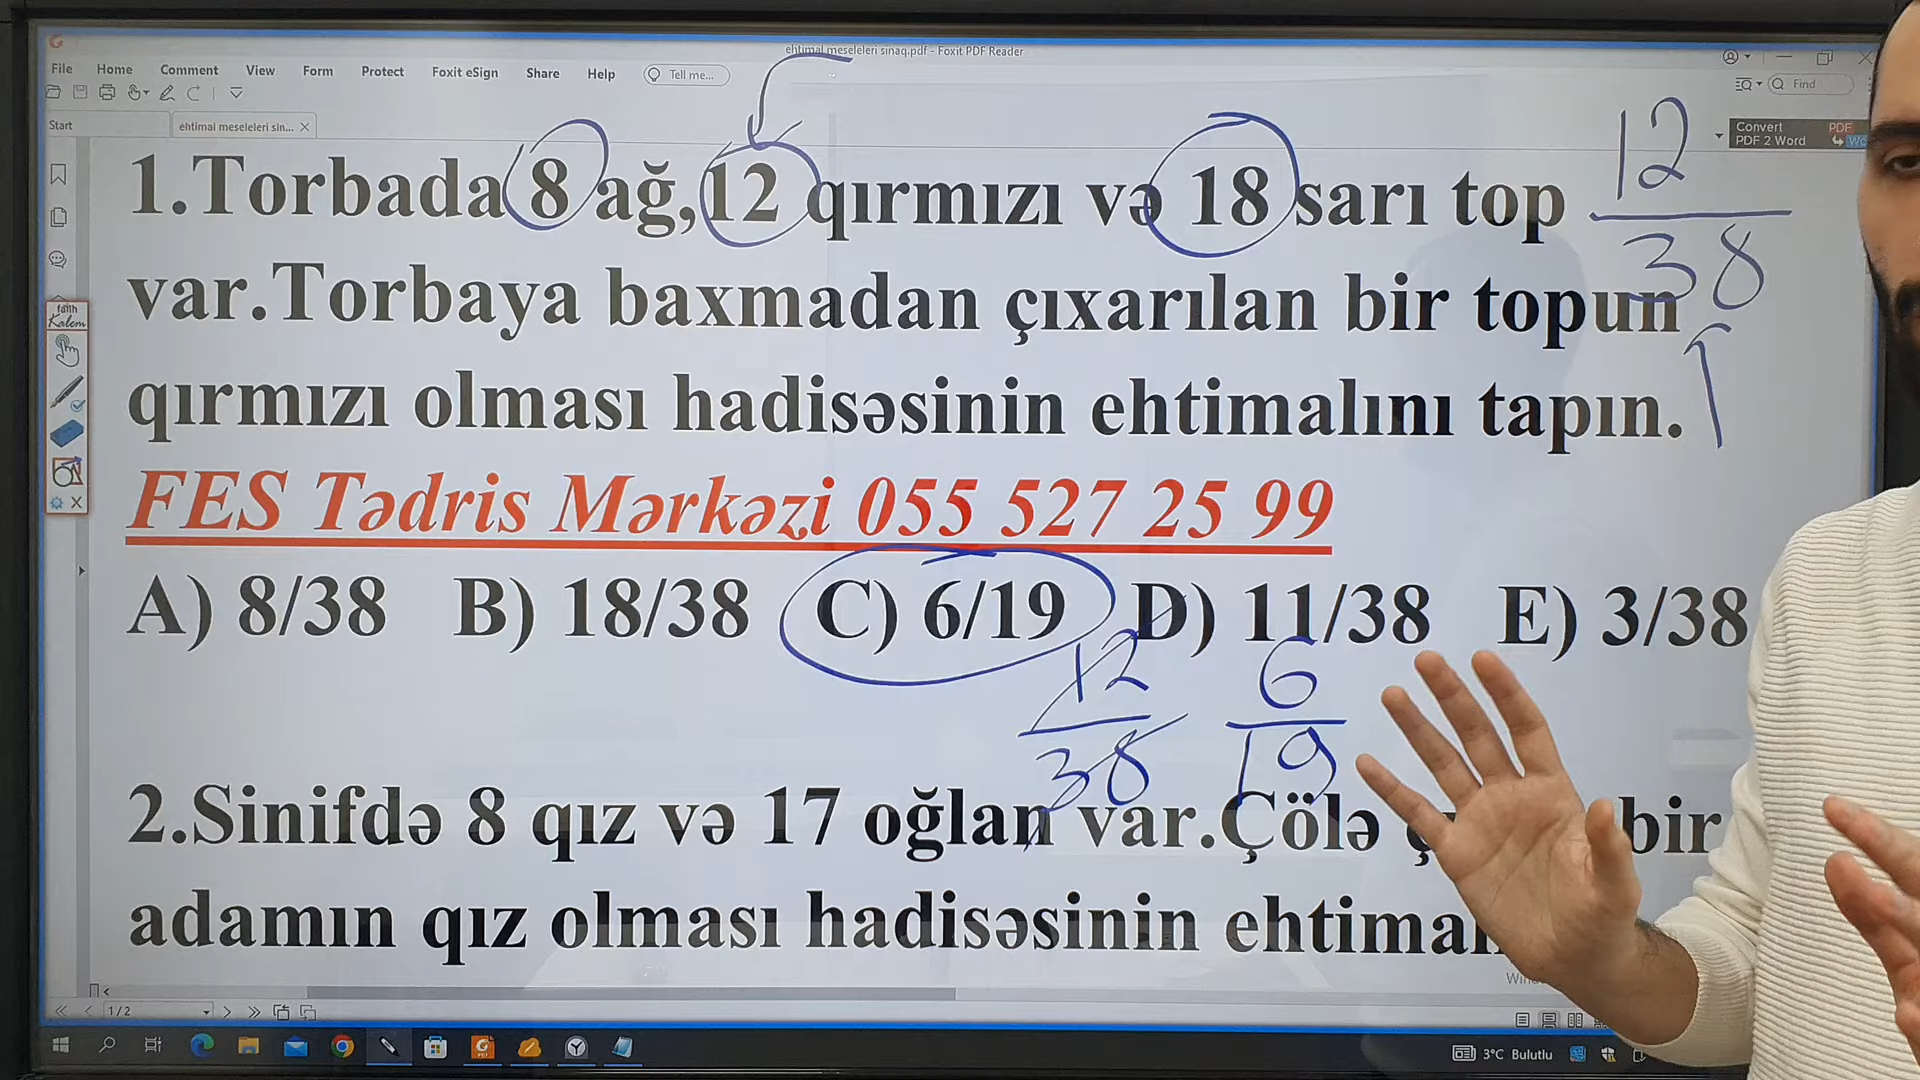 ehtimal meseleleri sinaq.pdf - Foxit PDF Reader
File Home Comment View Form Protect Foxit eSign Share Help Tell me...
Find
Start ehtimal meseleleri sin...
Convert PDF
PDF 2 Word
12
38
1.Torbada 8 ağ,12 qırmızı və 18 sarı top
var.Torbaya baxmadan çıxarılan bir topun
qırmızı olması hadisəsinin ehtimalını tapın.
fatih
Kalem
FES Tədris Mərkəzi 055 527 25 99
A) 8/38 B) 18/38 C) 6/19 D) 11/38 E) 3/38
12 6
38 19
2.Sinifdə 8 qız və 17 oğlan var.Çölə bir
adamın qız olması hadisəsinin
1/2
3°C Bulutlu